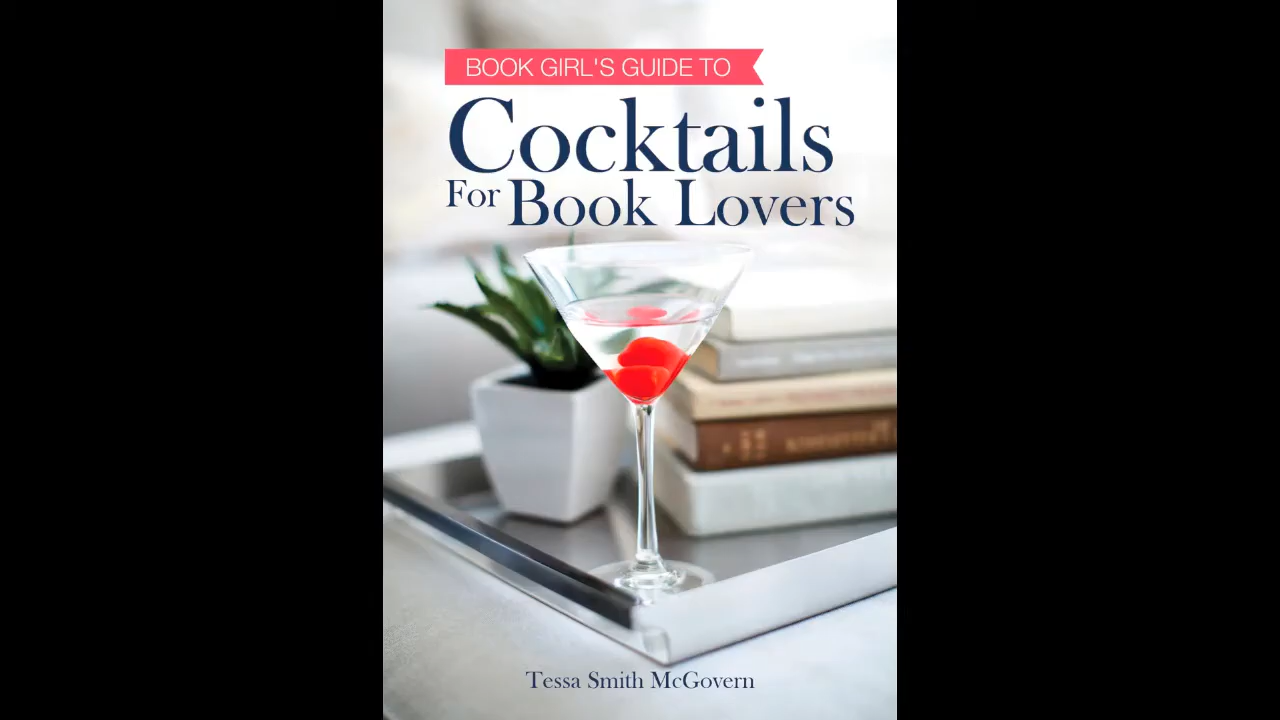 BOOK GIRL'S GUIDE TO
Cocktails
For Book Lovers
Tessa Smith McGovern